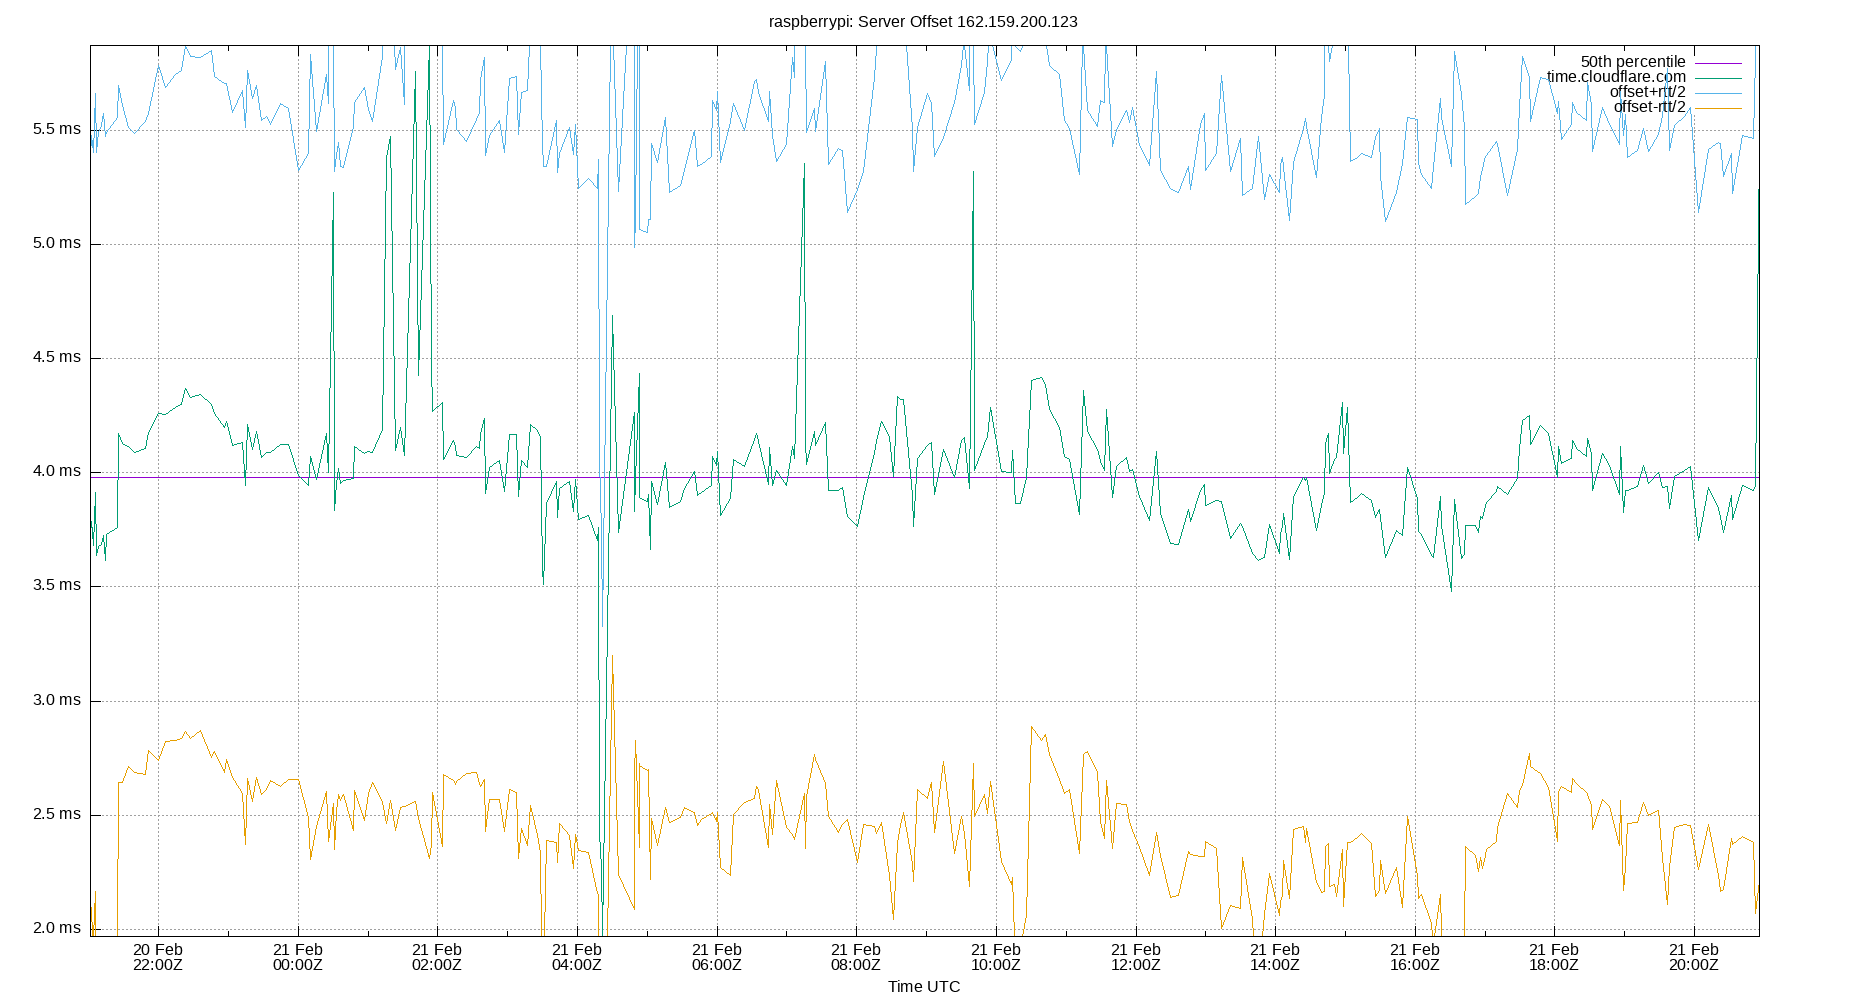 raspberrypi: Server Offset 162.159.200.123
50th percentile
time.cloudflare.com
offset+rtt/2
offset-rtt/2
5.5 ms
5.0 ms
4.5 ms
4.0 ms
3.5 ms
3.0 ms
2.5 ms
2.0 ms
20 Feb 21 Feb 21 Feb 21 Feb 21 Feb 21 Feb 21 Feb 21 Feb 21 Feb 21 Feb 21 Feb 21 Feb
22:00Z 00:00Z 02:00Z 04:00Z 06:00Z 08:00Z 10:00Z 12:00Z 14:00Z 16:00Z 18:00Z 20:00Z
Time UTC